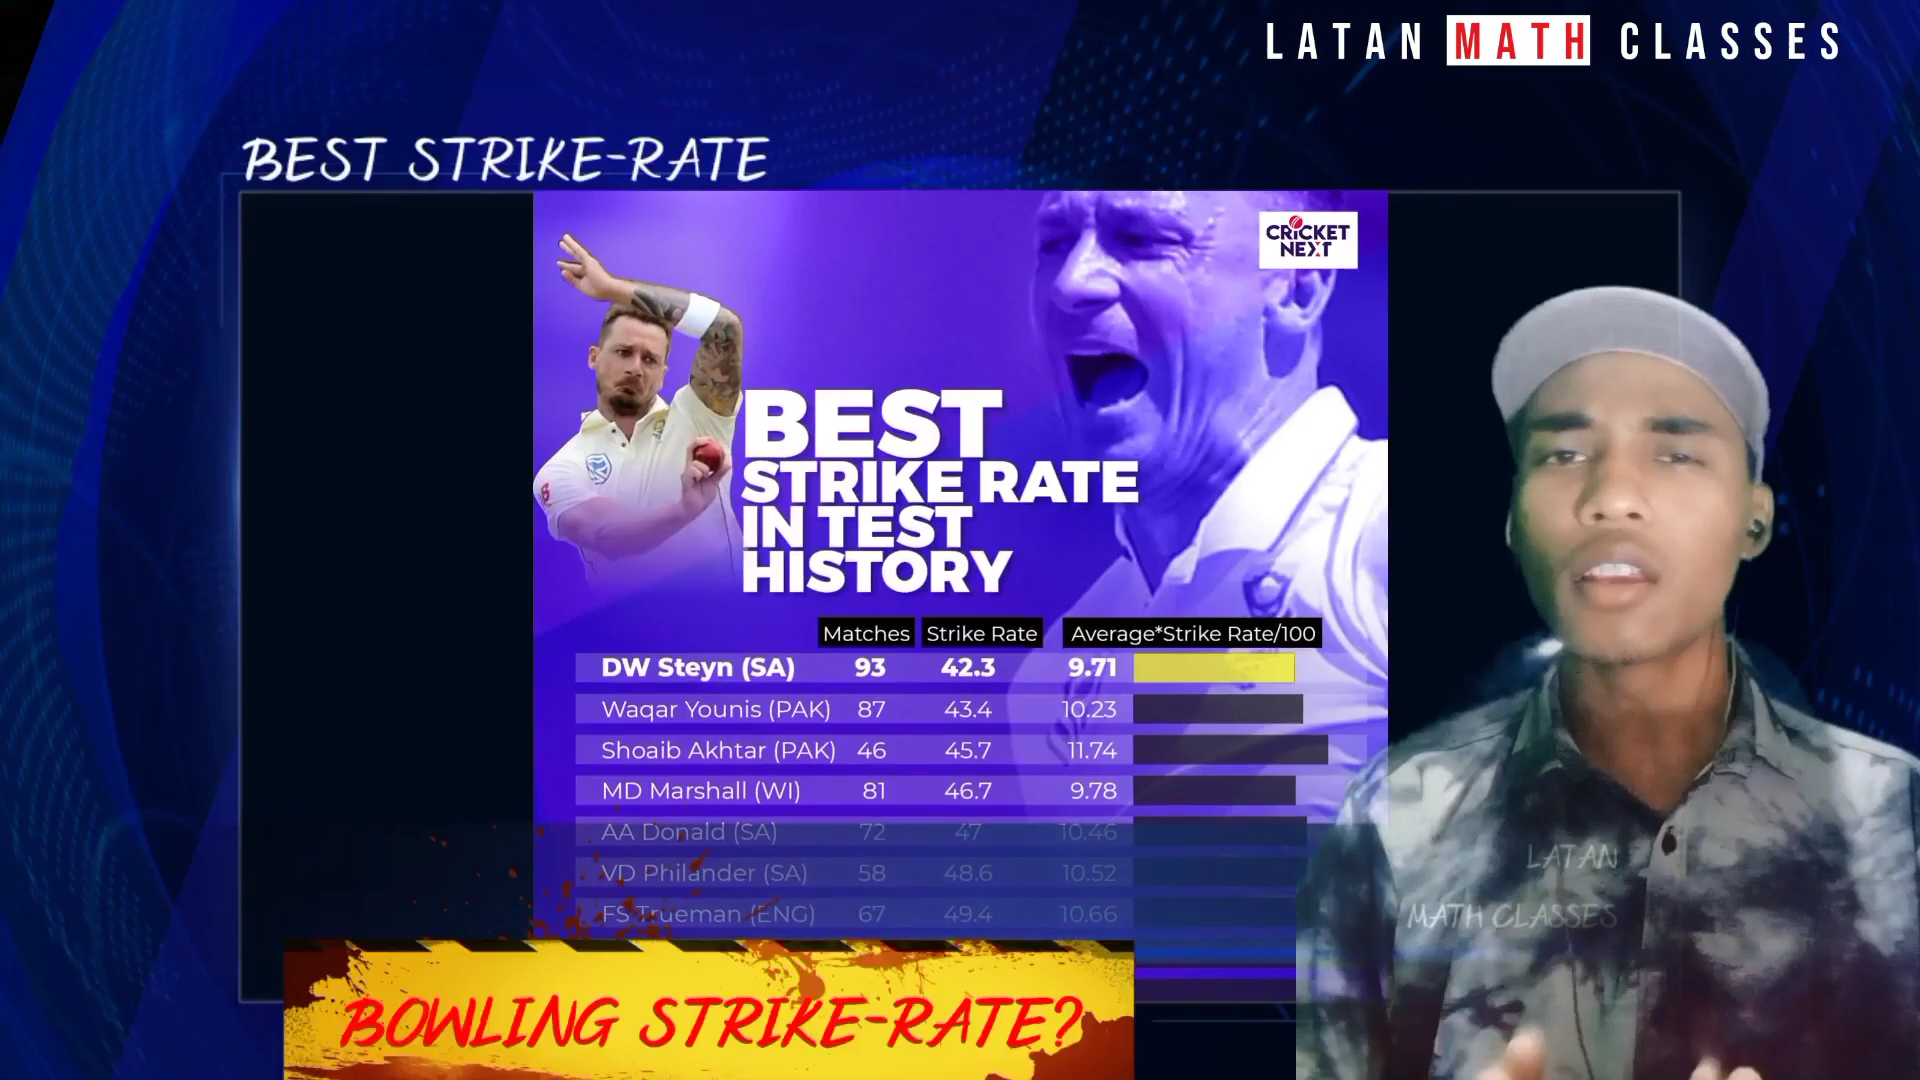 LATAN MATH CLASSES
BEST STRIKE-RATE
CRICKET
NEXT
BEST
STRIKE RATE
IN TEST
HISTORY
Matches Strike Rate Average*Strike Rate/100
DW Steyn (SA) 93 42.3 9.71
Waqar Younis (PAK) 87 43.4 10.23
Shoaib Akhtar (PAK) 46 45.7 11.74
MD Marshall (WI) 81 46.7 9.78
AA Donald (SA) 72 47 10.46
VD Philander (SA) 58 48.6 10.52
FS Trueman (ENG) 67 49.4 10.66
LATAN
MATH CLASSES
BOWLING STRIKE-RATE?